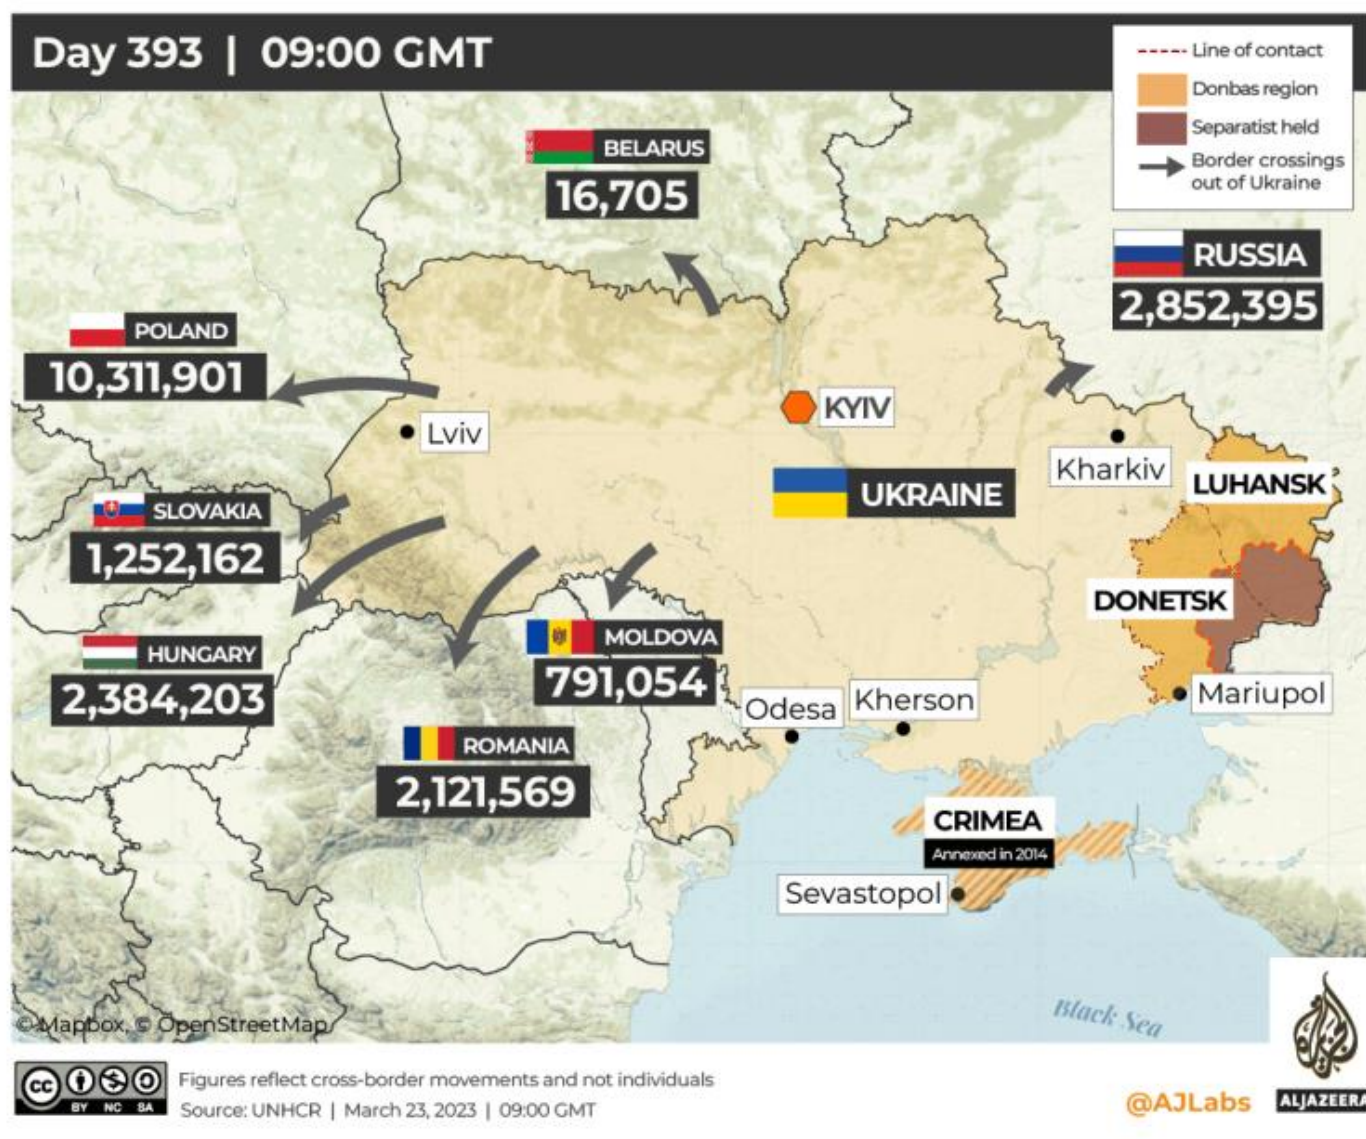 Day 393 | 09:00 GMT
Line of contact
Donbas region
Separatist held
Border crossings
out of Ukraine
BELARUS
16,705
RUSSIA
2,852,395
POLAND
10,311,901
KYIV
Lviv
Kharkiv
LUHANSK
UKRAINE
SLOVAKIA
1,252,162
DONETSK
MOLDOVA
791,054
HUNGARY
2,384,203
Mariupol
Kherson
Odesa
ROMANIA
2,121,569
CRIMEA
Annexed in 2014
Sevastopol
Black Sea
© Mapbox, © OpenStreetMap
cc
BY NC SA
Figures reflect cross-border movements and not individuals
Source: UNHCR | March 23, 2023 | 09:00 GMT
@AJLabs
ALJAZEERA